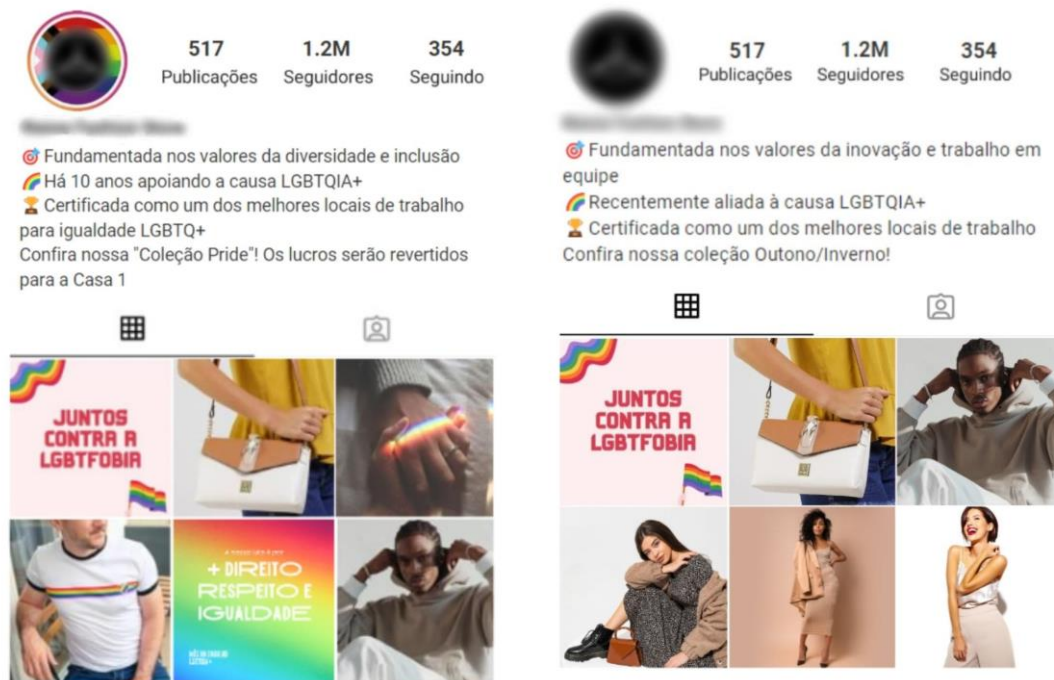 517
1.2M
354
Publicações
Seguidores
Seguindo
🎯 Fundamentada nos valores da diversidade e inclusão
🌈 Há 10 anos apoiando a causa LGBTQIA+
🏆 Certificada como um dos melhores locais de trabalho
para igualdade LGBTQ+
Confira nossa "Coleção Pride"! Os lucros serão revertidos
para a Casa 1
JUNTOS
CONTRA A
LGBTFOBIA
+ DIREITO
RESPEITO E
IGUALDADE
517
1.2M
354
Publicações
Seguidores
Seguindo
🎯 Fundamentada nos valores da inovação e trabalho em
equipe
🌈 Recentemente aliada à causa LGBTQIA+
🏆 Certificada como um dos melhores locais de trabalho
Confira nossa coleção Outono/Inverno!
JUNTOS
CONTRA A
LGBTFOBIA